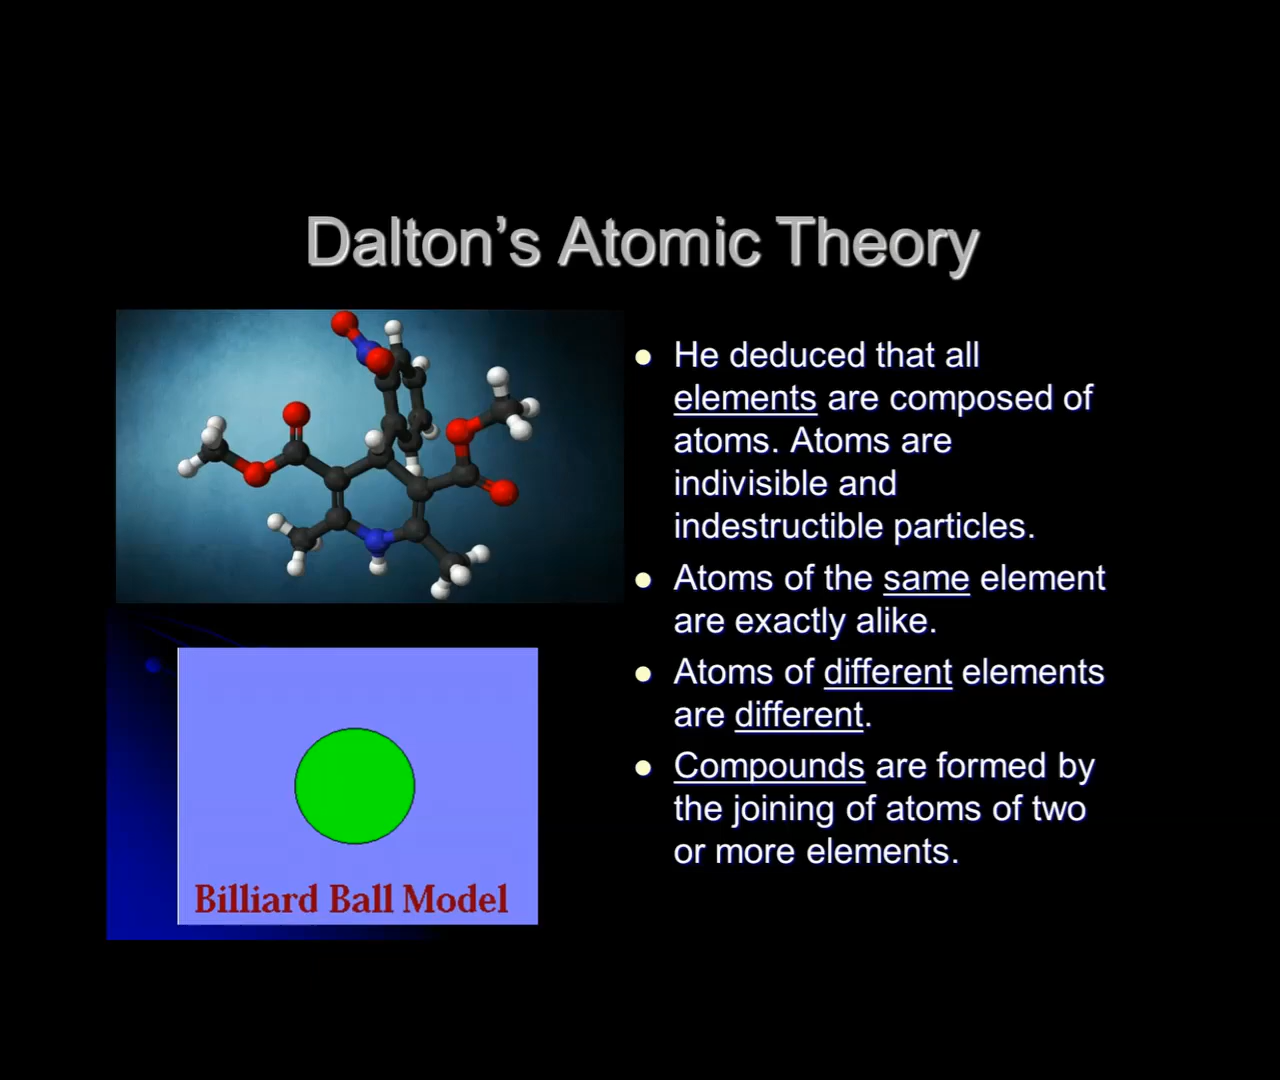 Dalton’s Atomic Theory
He deduced that all
elements are composed of
atoms. Atoms are
indivisible and
indestructible particles.
Atoms of the same element
are exactly alike.
Atoms of different elements
are different.
Compounds are formed by
the joining of atoms of two
or more elements.
Billiard Ball Model